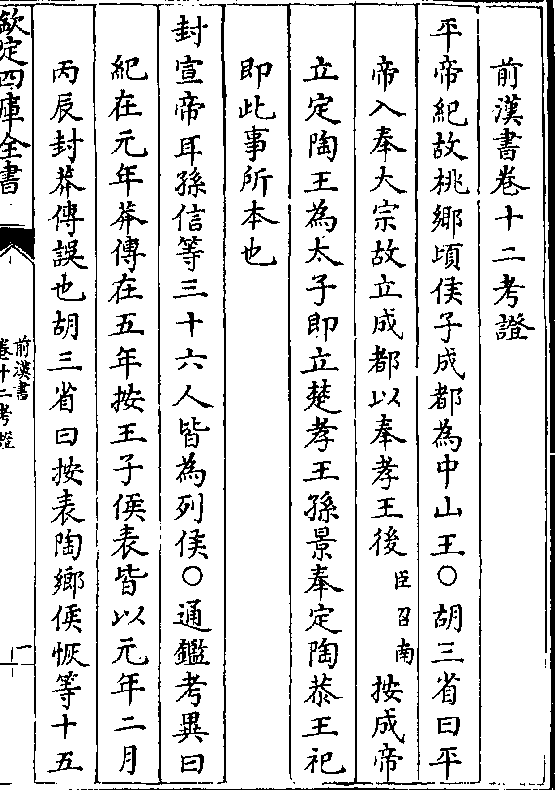 前漢書卷十二考證
平帝紀故桃鄉頃侯子成都為中山王○胡三省曰平
帝入奉大宗故立成都以奉孝王後臣召南按成帝
立定陶王為太子即立楚孝王孫景奉定陶恭王祀
即此事所本也
封宣帝耳孫信等三十六人皆為列侯○通鑑考異曰
紀在元年莽傳在五年按王子侯表皆以元年二月
丙辰封莽傳誤也胡三省曰按表陶鄉侯恢等十五
欽定四庫全書
前漢書
卷十二考證
一